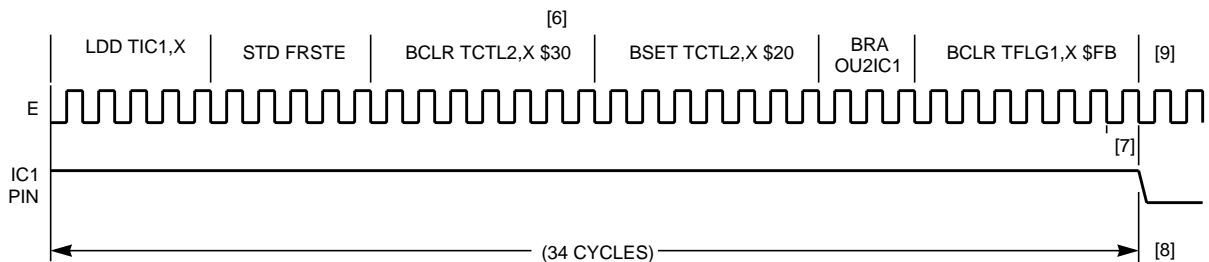 [6]
LDD TIC1,X
STD FRSTE
BCLR TCTL2,X $30
BSET TCTL2,X $20
BRA
OU2IC1
BCLR TFLG1,X $FB
[9]
E
[7]
IC1
PIN
(34 CYCLES)
[8]